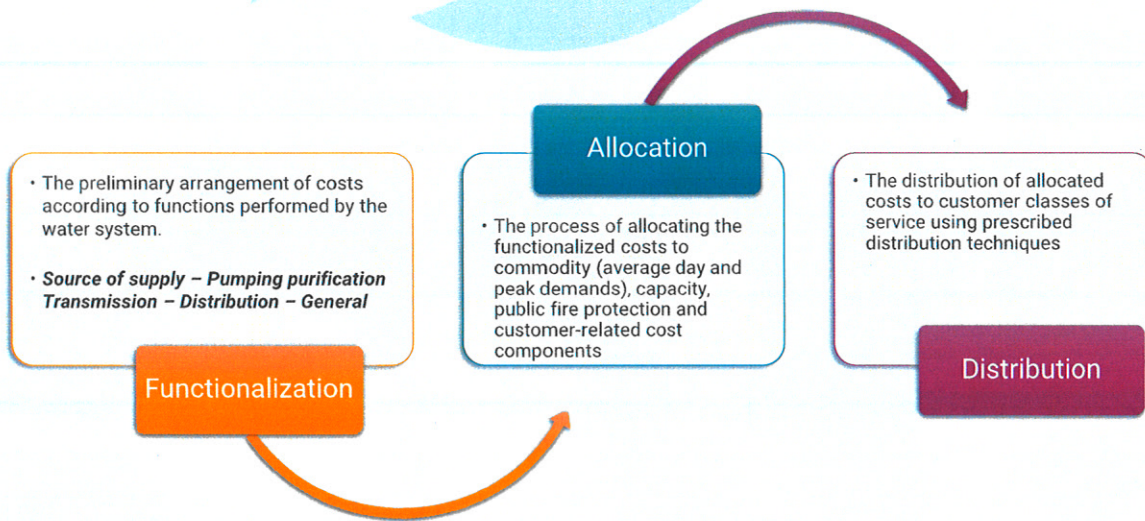 • The preliminary arrangement of costs
according to functions performed by the
water system.
• Source of supply – Pumping purification
Transmission – Distribution – General
Functionalization
Allocation
• The process of allocating the
functionalized costs to
commodity (average day and
peak demands), capacity,
public fire protection and
customer-related cost
components
• The distribution of allocated
costs to customer classes of
service using prescribed
distribution techniques
Distribution